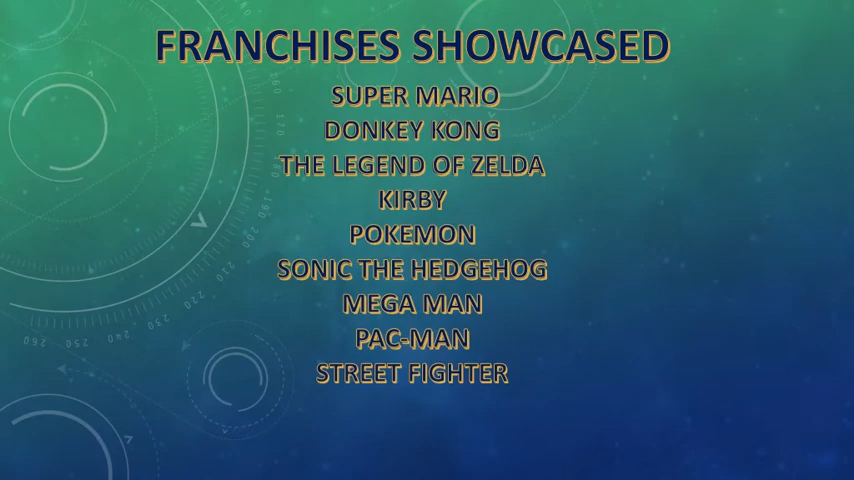 FRANCHISES SHOWCASED
SUPER MARIO
DONKEY KONG
THE LEGEND OF ZELDA
KIRBY
POKEMON
SONIC THE HEDGEHOG
MEGA MAN
PAC-MAN
STREET FIGHTER